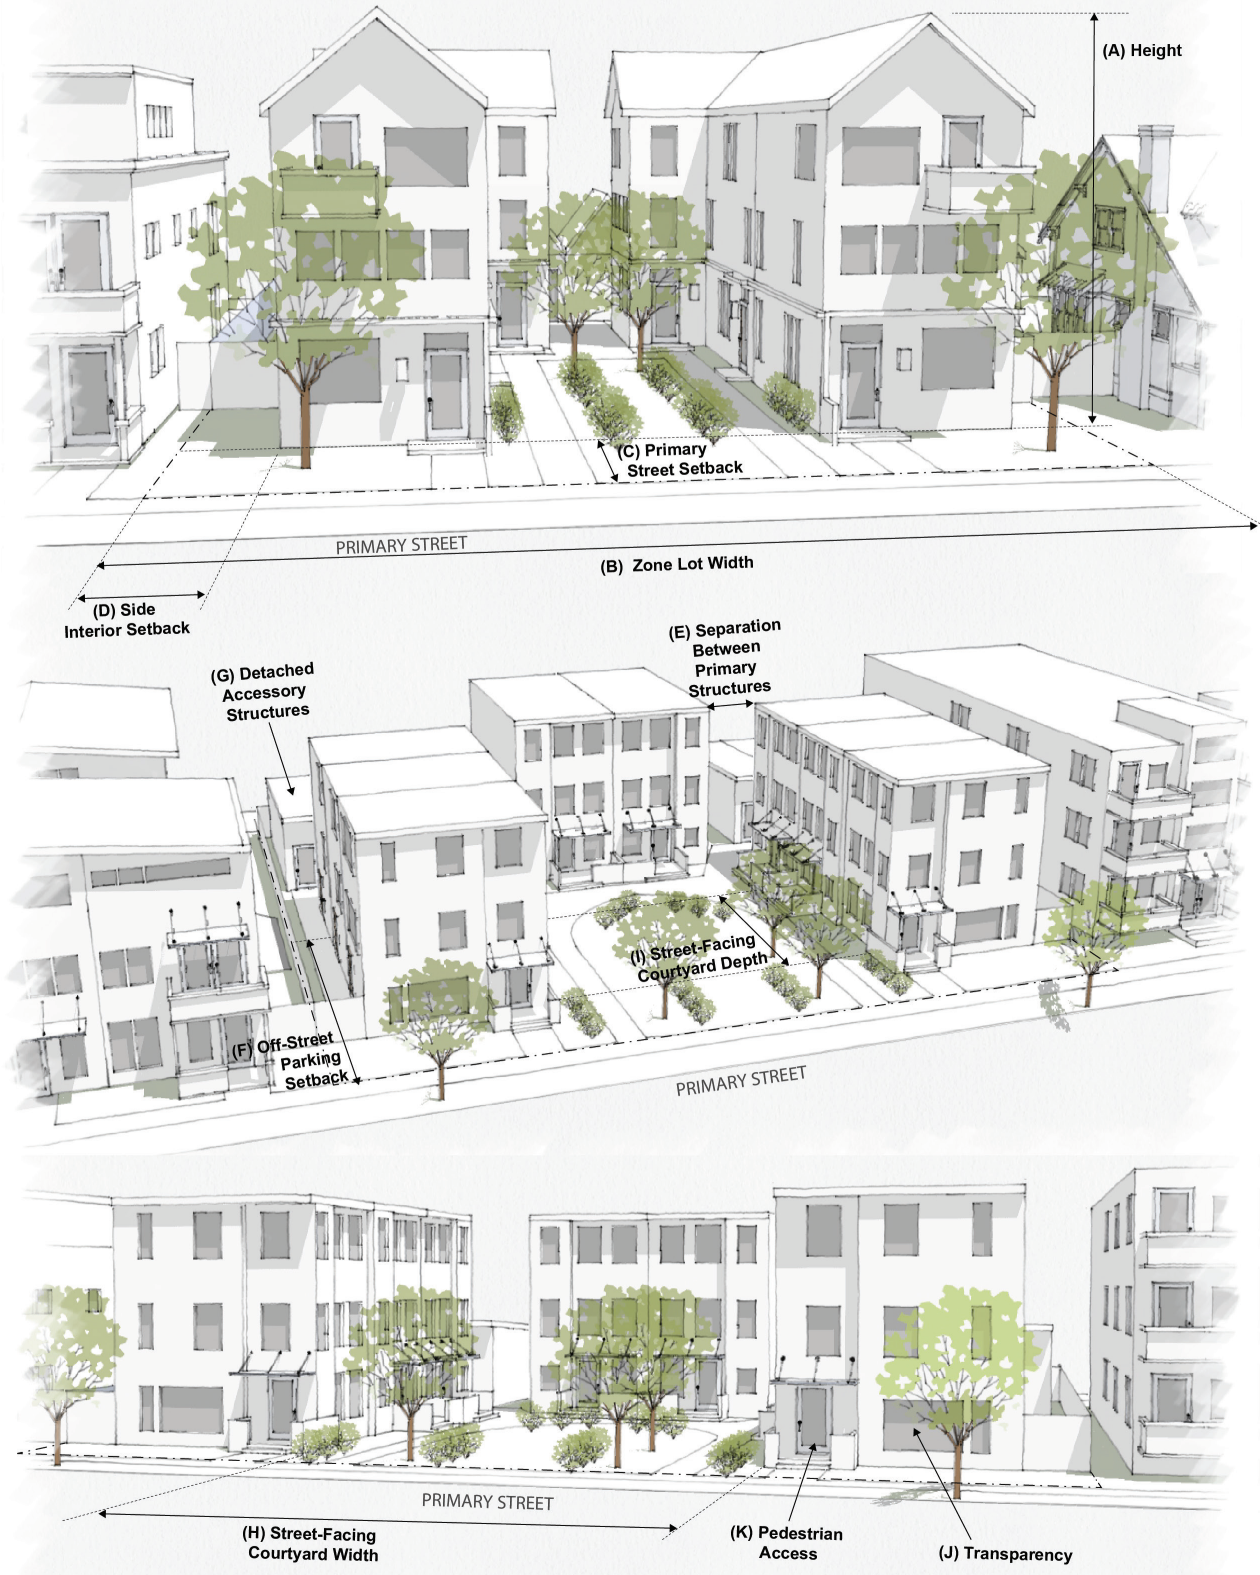 (A) Height
(C) Primary
Street Setback
PRIMARY STREET
(B) Zone Lot Width
(D) Side
Interior Setback
(E) Separation
Between
Primary
Structures
(G) Detached
Accessory
Structures
(I) Street-Facing
Courtyard Depth
(F) Off-Street
Parking
Setback
PRIMARY STREET
PRIMARY STREET
(H) Street-Facing
Courtyard Width
(K) Pedestrian
Access
(J) Transparency